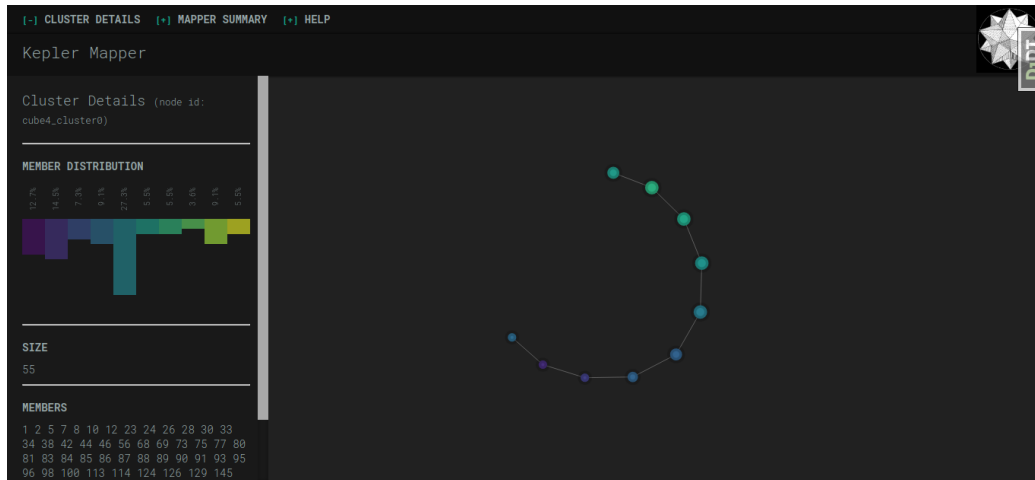 [-] CLUSTER DETAILS [+] MAPPER SUMMARY [+] HELP
Kepler Mapper
Cluster Details (node id:
cube4_cluster0)
MEMBER DISTRIBUTION
12.7% 14.5% 7.3% 9.1% 27.3% 5.5% 5.5% 3.6% 9.1% 5.5%
SIZE
55
MEMBERS
1 2 5 7 8 10 12 23 24 26 28 30 33
34 38 42 44 46 56 68 69 73 75 77 80
81 83 84 85 86 87 88 89 90 91 93 95
96 98 100 113 114 124 126 129 145